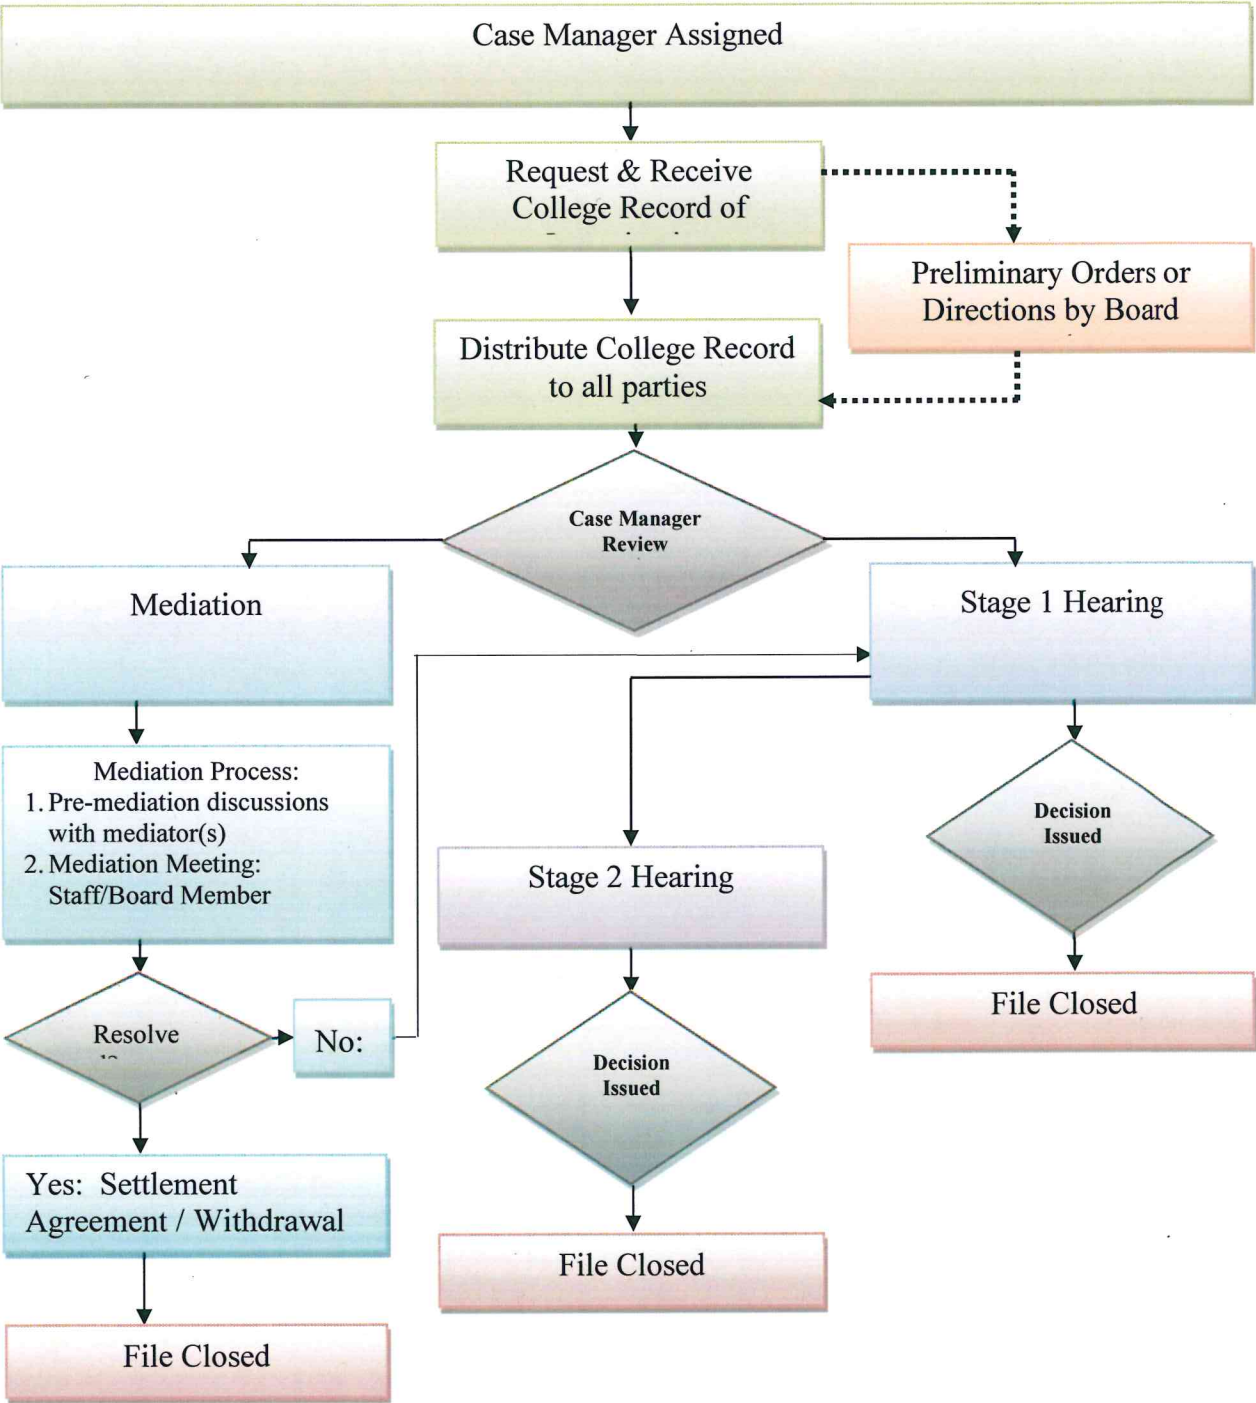 Case Manager Assigned
Request & Receive
College Record of
Preliminary Orders or
Directions by Board
Distribute College Record
to all parties
Case Manager
Review
Mediation
Stage 1 Hearing
Mediation Process:
1. Pre-mediation discussions
with mediator(s)
2. Mediation Meeting:
Staff/Board Member
Decision
Issued
Stage 2 Hearing
File Closed
Resolve
No:
Decision
Issued
Yes: Settlement
Agreement / Withdrawal
File Closed
File Closed